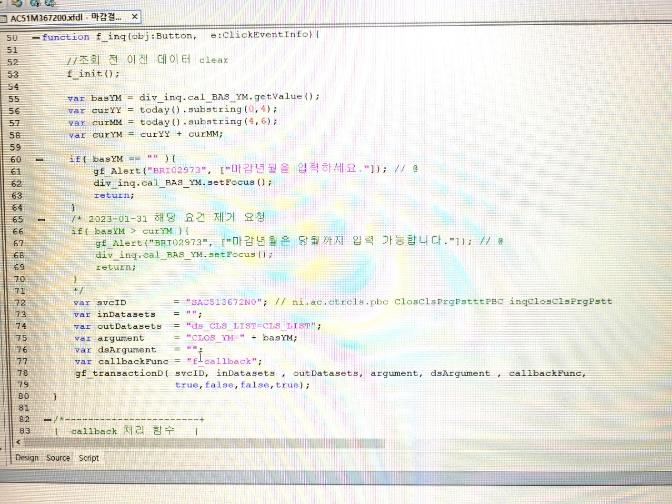 AC51M367200.xfdl - 마감결...
50 function f_inq(obj:Button, e:ClickEventInfo){
51
52 //조회 전 이전 데이터 clear
53 f_init();
54
55 var basYM = div_inq.cal_BAS_YM.getValue();
56 var curYY = today().substring(0,4);
57 var curMM = today().substring(4,6);
58 var curYM = curYY + curMM;
59
60 if( basYM == "" ){
61 gf_Alert("BRI02973", ["마감년월을 입력하세요."]); // @
62 div_inq.cal_BAS_YM.setFocus();
63 return;
64 }
65 /* 2023-01-31 해당 요건 제거 요청
66 if( basYM > curYM ){
67 gf_Alert("BRI02973", ["마감년월은 당월까지 입력 가능합니다."]); // @
68 div_inq.cal_BAS_YM.setFocus();
69 return;
70 }
71 */
72 var svcID = "SAC513672N0"; // ni.ac.ctrcls.pbc ClosClsPrgPstttPBC inqClosClsPrgPstt
73 var inDatasets = "";
74 var outDatasets = "ds_CLS_LIST=CLS_LIST";
75 var argument = "CLOS_YM=" + basYM;
76 var dsArgument = "";
77 var callbackFunc = "f_callback";
78 gf_transactionD( svcID, inDatasets , outDatasets, argument, dsArgument , callbackFunc,
79 true,false,false,true);
80 }
81
82 /*------------------------+
83 | callback 처리 함수 |
Design Source Script